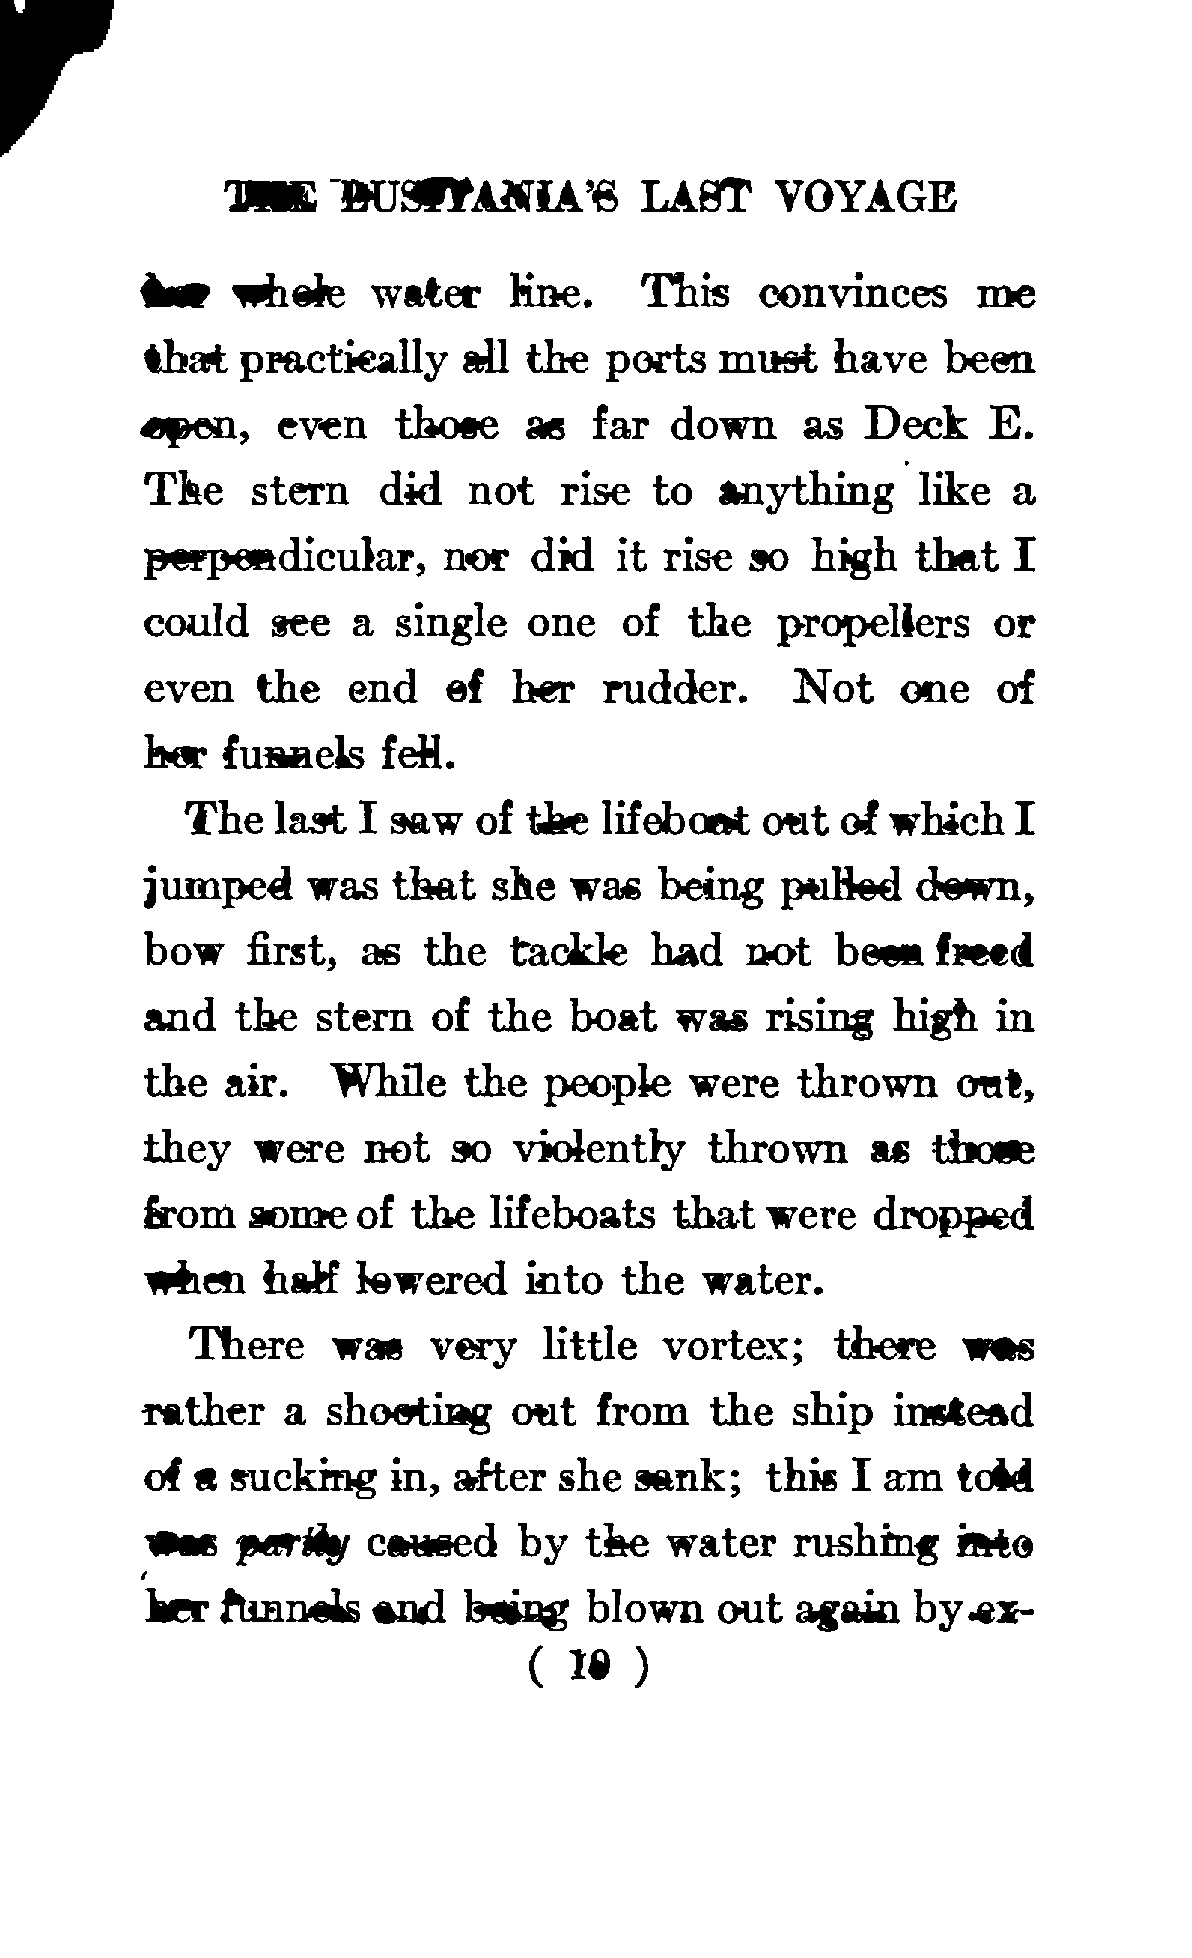 THE LUSITANIA'S LAST VOYAGE
her whole water line. This convinces me
that practically all the ports must have been
open, even those as far down as Deck E.
The stern did not rise to anything like a
perpendicular, nor did it rise so high that I
could see a single one of the propellers or
even the end of her rudder. Not one of
her funnels fell.
The last I saw of the lifeboat out of which I
jumped was that she was being pulled down,
bow first, as the tackle had not been freed
and the stern of the boat was rising high in
the air. While the people were thrown out,
they were not so violently thrown as those
from some of the lifeboats that were dropped
when half lowered into the water.
There was very little vortex; there was
rather a shooting out from the ship instead
of a sucking in, after she sank; this I am told
was partly caused by the water rushing into
her funnels and being blown out again by ex-
( 19 )